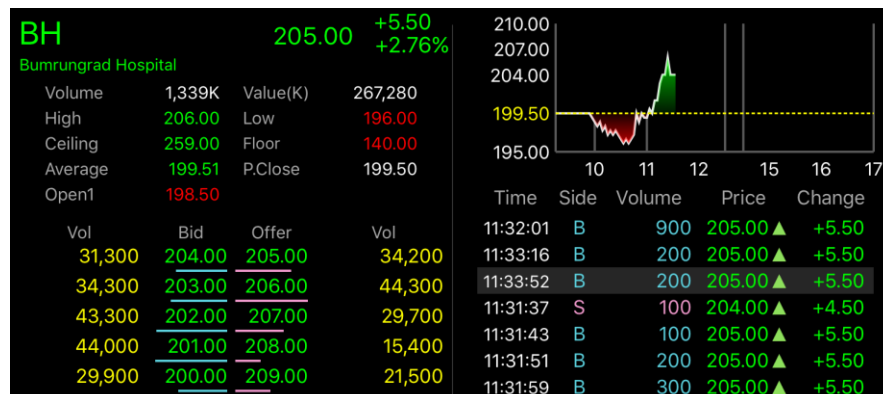 BH 205.00 +5.50
+2.76%
Bumrungrad Hospital
Volume 1,339K Value(K) 267,280
High 206.00 Low 196.00
Ceiling 259.00 Floor 140.00
Average 199.51 P.Close 199.50
Open1 198.50
Vol Bid Offer Vol
31,300 204.00 205.00 34,200
34,300 203.00 206.00 44,300
43,300 202.00 207.00 29,700
44,000 201.00 208.00 15,400
29,900 200.00 209.00 21,500
210.00
207.00
204.00
199.50
195.00
10 11 12 15 16 17
Time Side Volume Price Change
11:32:01 B 900 205.00▲ +5.50
11:33:16 B 200 205.00▲ +5.50
11:33:52 B 200 205.00▲ +5.50
11:31:37 S 100 204.00▲ +4.50
11:31:43 B 100 205.00▲ +5.50
11:31:51 B 200 205.00▲ +5.50
11:31:59 B 300 205.00▲ +5.50